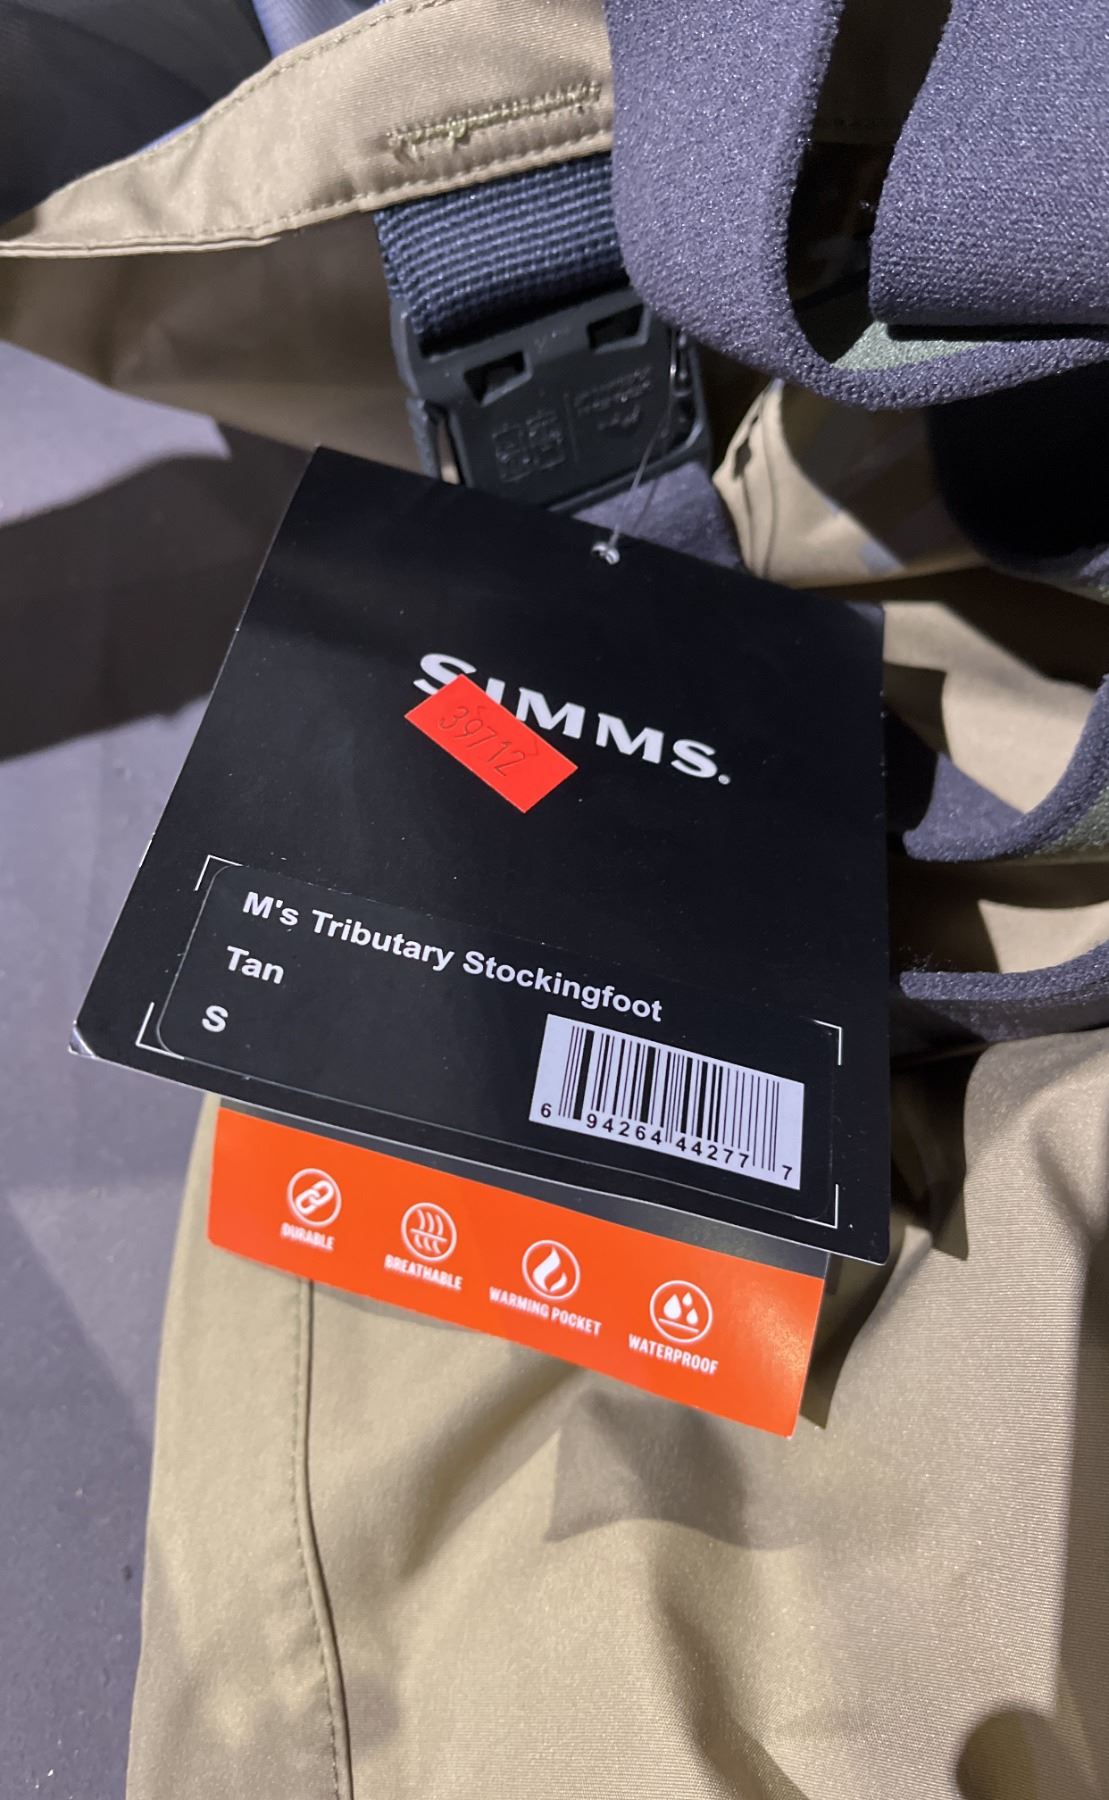 SIMMS.
39712
M's Tributary Stockingfoot
Tan
S
6 94264 44277 7
DURABLE
BREATHABLE
WARMING POCKET
WATERPROOF